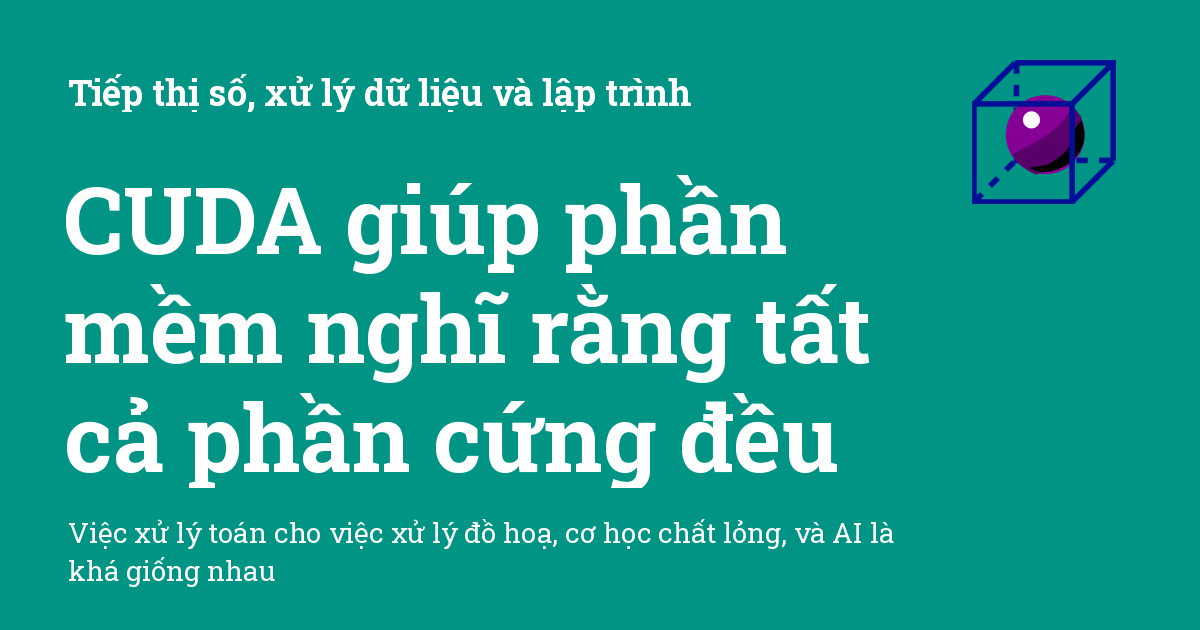 Tiếp thị số, xử lý dữ liệu và lập trình
CUDA giúp phần
mềm nghĩ rằng tất
cả phần cứng đều
Việc xử lý toán cho việc xử lý đồ hoạ, cơ học chất lỏng, và AI là
khá giống nhau